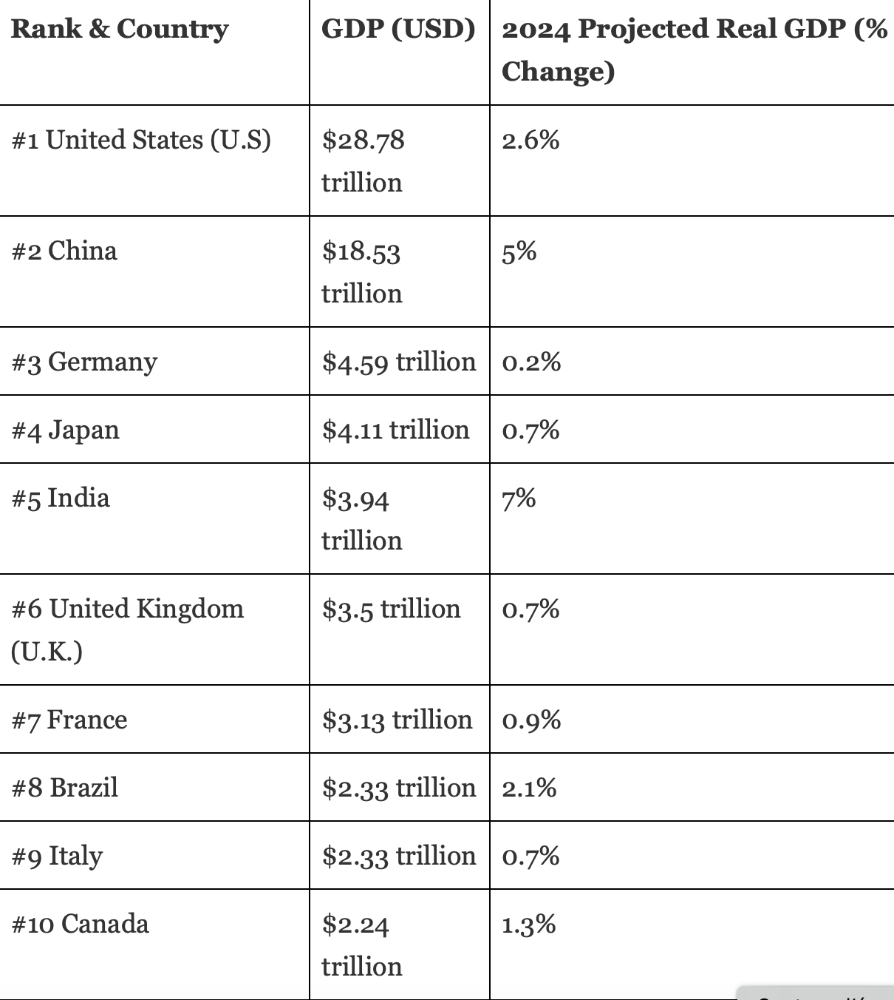 Rank & Country
GDP (USD)
2024 Projected Real GDP (%
Change)
#1 United States (U.S)
$28.78
trillion
2.6%
#2 China
$18.53
trillion
5%
#3 Germany
$4.59 trillion
0.2%
#4 Japan
$4.11 trillion
0.7%
#5 India
$3.94
trillion
7%
#6 United Kingdom
(U.K.)
$3.5 trillion
0.7%
#7 France
$3.13 trillion
0.9%
#8 Brazil
$2.33 trillion
2.1%
#9 Italy
$2.33 trillion
0.7%
#10 Canada
$2.24
trillion
1.3%